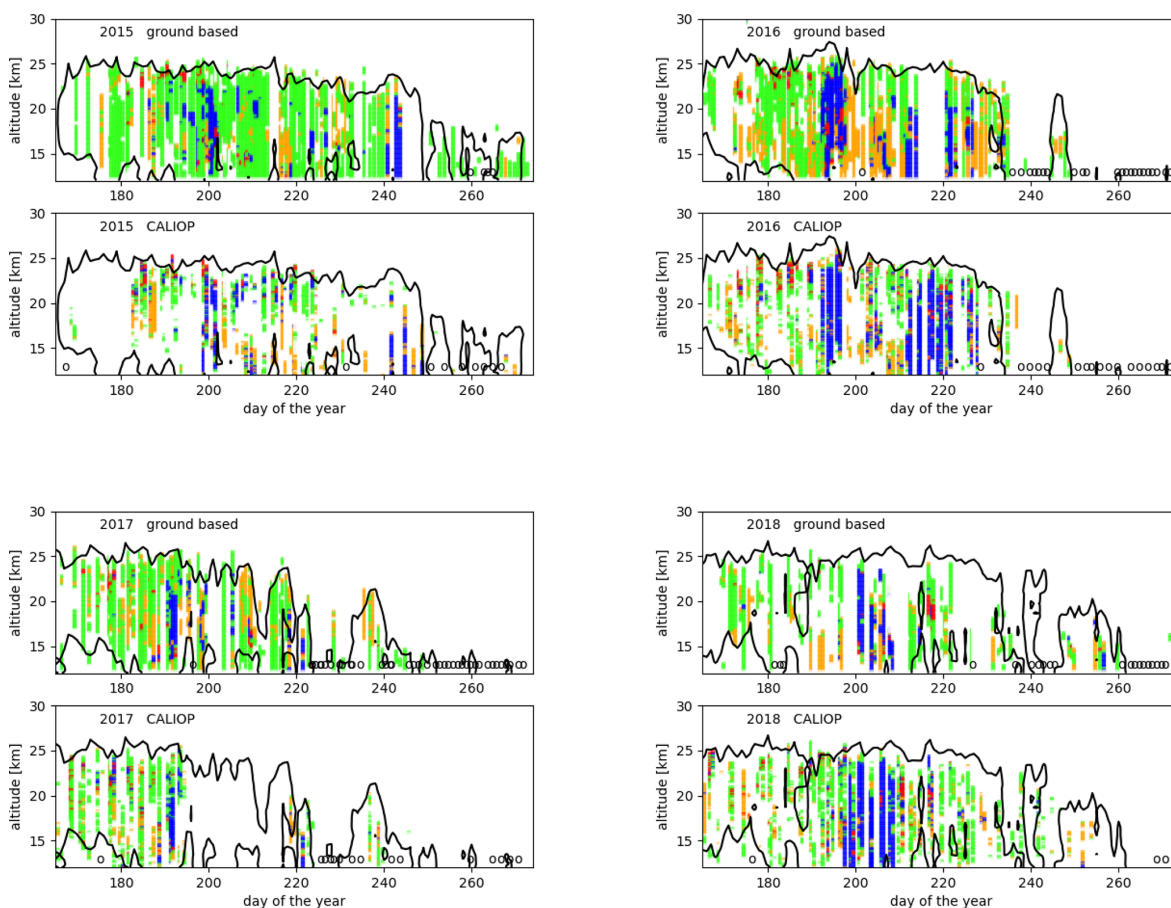 2015 ground based
30
25
20
15
altitude [km]
180 200 220 240 260
2015 CALIOP
30
25
20
15
altitude [km]
180 200 220 240 260
day of the year
2016 ground based
30
25
20
15
altitude [km]
180 200 220 240 260
2016 CALIOP
30
25
20
15
altitude [km]
180 200 220 240 260
day of the year
2017 ground based
30
25
20
15
altitude [km]
180 200 220 240 260
2017 CALIOP
30
25
20
15
altitude [km]
180 200 220 240 260
day of the year
2018 ground based
30
25
20
15
altitude [km]
180 200 220 240 260
2018 CALIOP
30
25
20
15
altitude [km]
180 200 220 240 260
day of the year